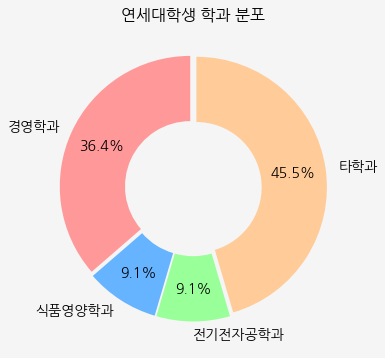 연세대학생 학과 분포
경영학과
36.4%
45.5%
타학과
9.1%
식품영양학과
9.1%
전기전자공학과